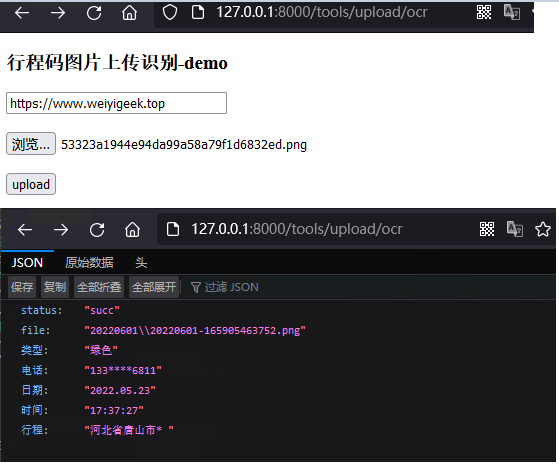 127.0.0.1:8000/tools/upload/ocr
行程码图片上传识别-demo
https://www.weiyigeek.top
浏览... 53323a1944e94da99a58a79f1d6832ed.png
upload
127.0.0.1:8000/tools/upload/ocr
JSON 原始数据 头
保存 复制 全部折叠 全部展开 过滤 JSON
status: "succ"
file: "20220601\\20220601-165905463752.png"
类型: "绿色"
电话: "133****6811"
日期: "2022.05.23"
时间: "17:37:27"
行程: "河北省唐山市* "